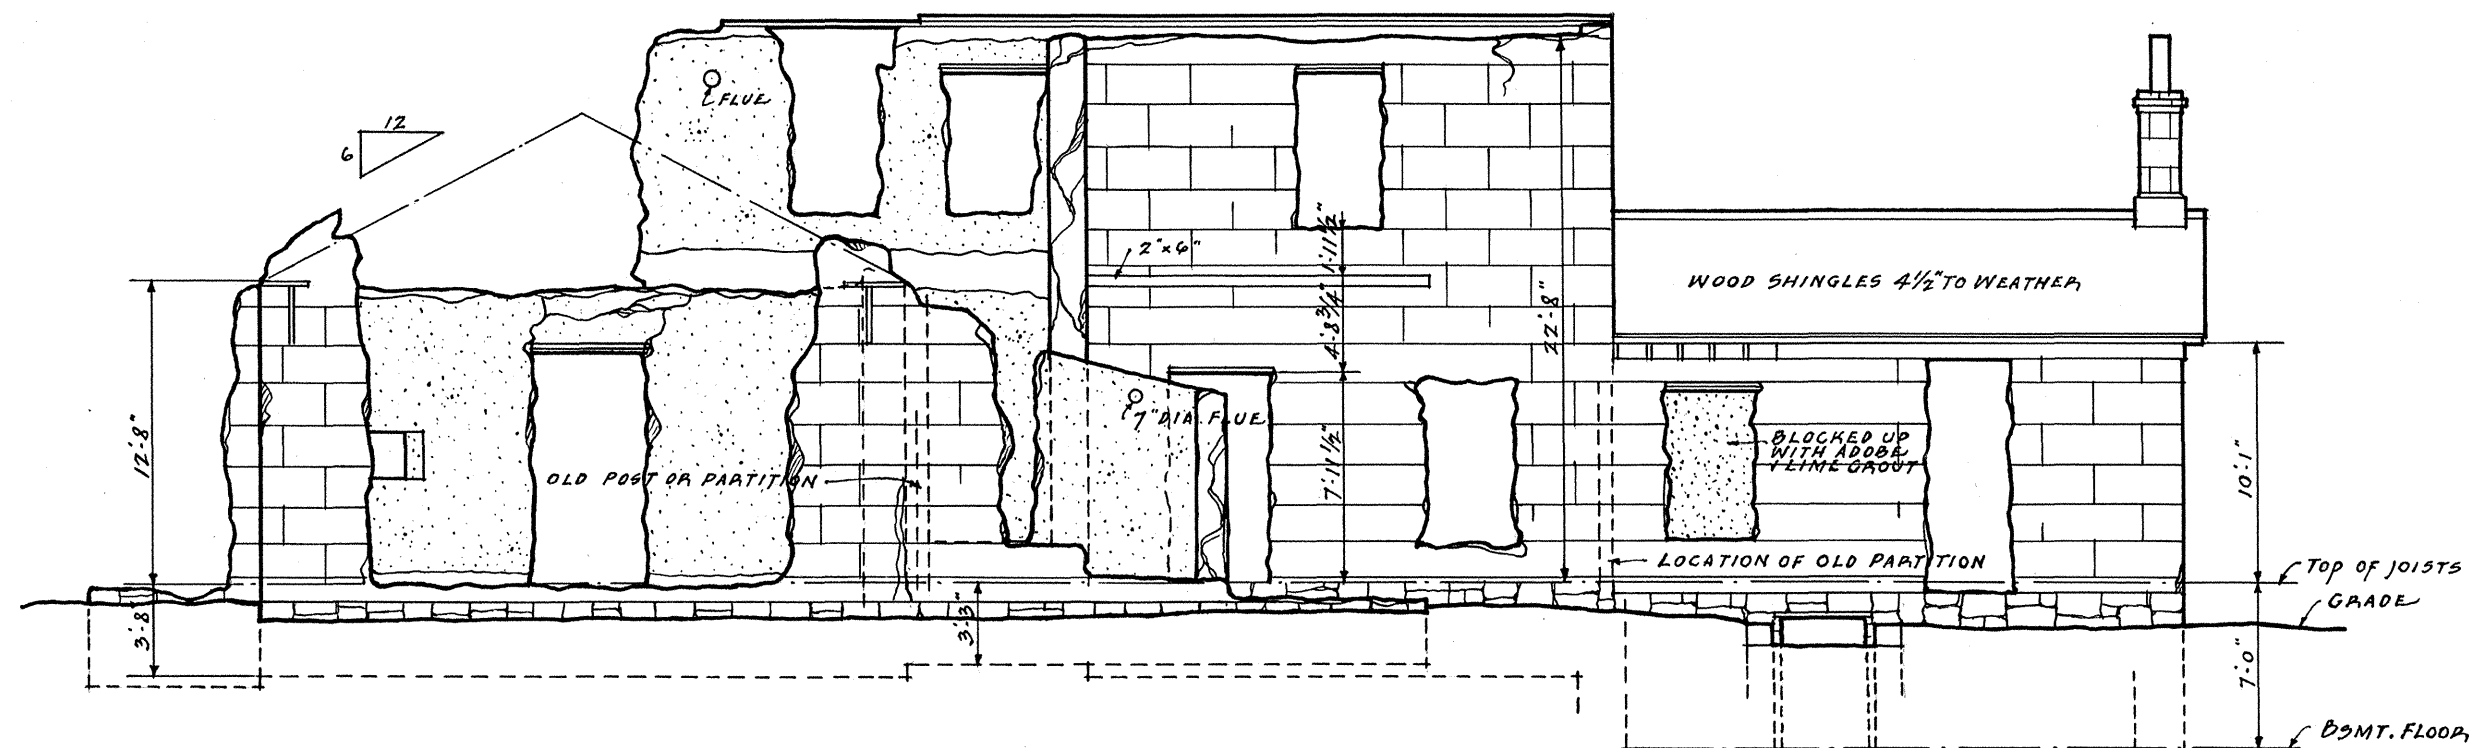 FLUE
12
6
2"x6"
1'-11½"
WOOD SHINGLES 4½" TO WEATHER
4'-8¾"
22'-8"
7" DIA. FLUE
12'-8"
BLOCKED UP
WITH ADOBE
& LIME GROUT
7'-11½"
10'-1"
OLD POST OR PARTITION
LOCATION OF OLD PARTITION
TOP OF JOISTS
GRADE
3'-8"
3'-3"
7'-0"
BSMT. FLOOR